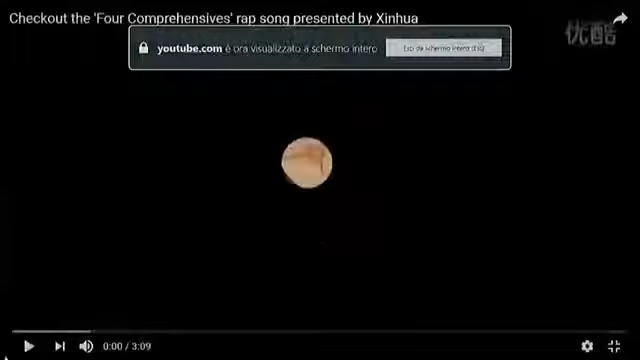 Checkout the 'Four Comprehensives' rap song presented by Xinhua
优酷
youtube.com è ora visualizzato a schermo intero
0:00 / 3:09